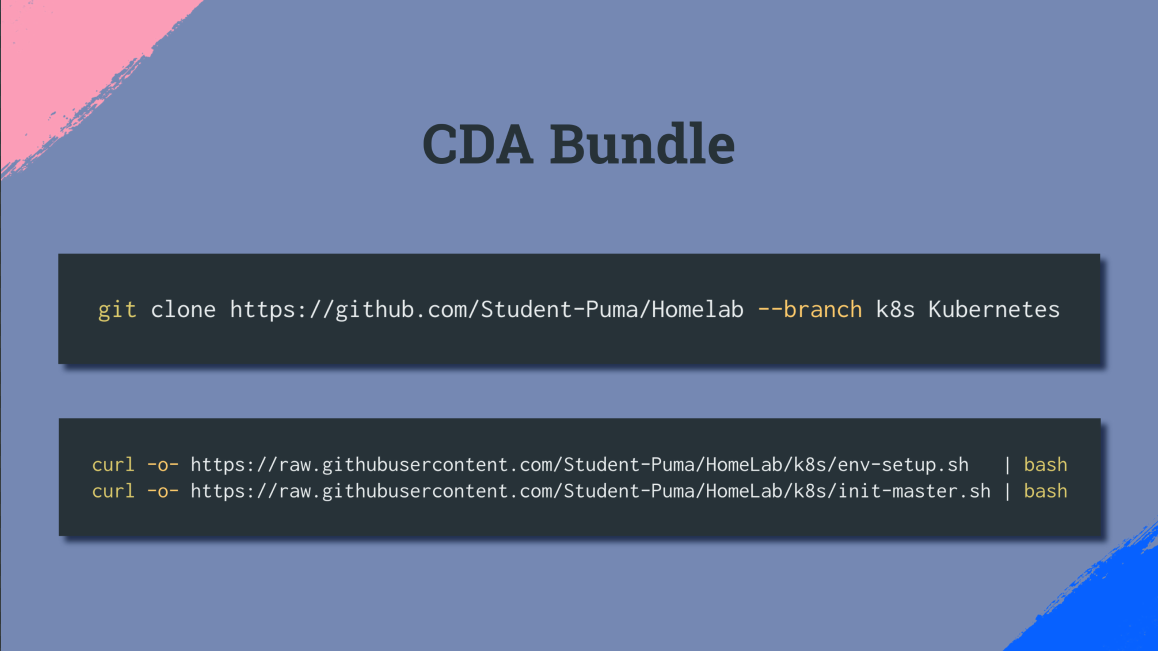 CDA Bundle
git clone https://github.com/Student-Puma/Homelab --branch k8s Kubernetes
curl -o- https://raw.githubusercontent.com/Student-Puma/HomeLab/k8s/env-setup.sh   | bash
curl -o- https://raw.githubusercontent.com/Student-Puma/HomeLab/k8s/init-master.sh | bash